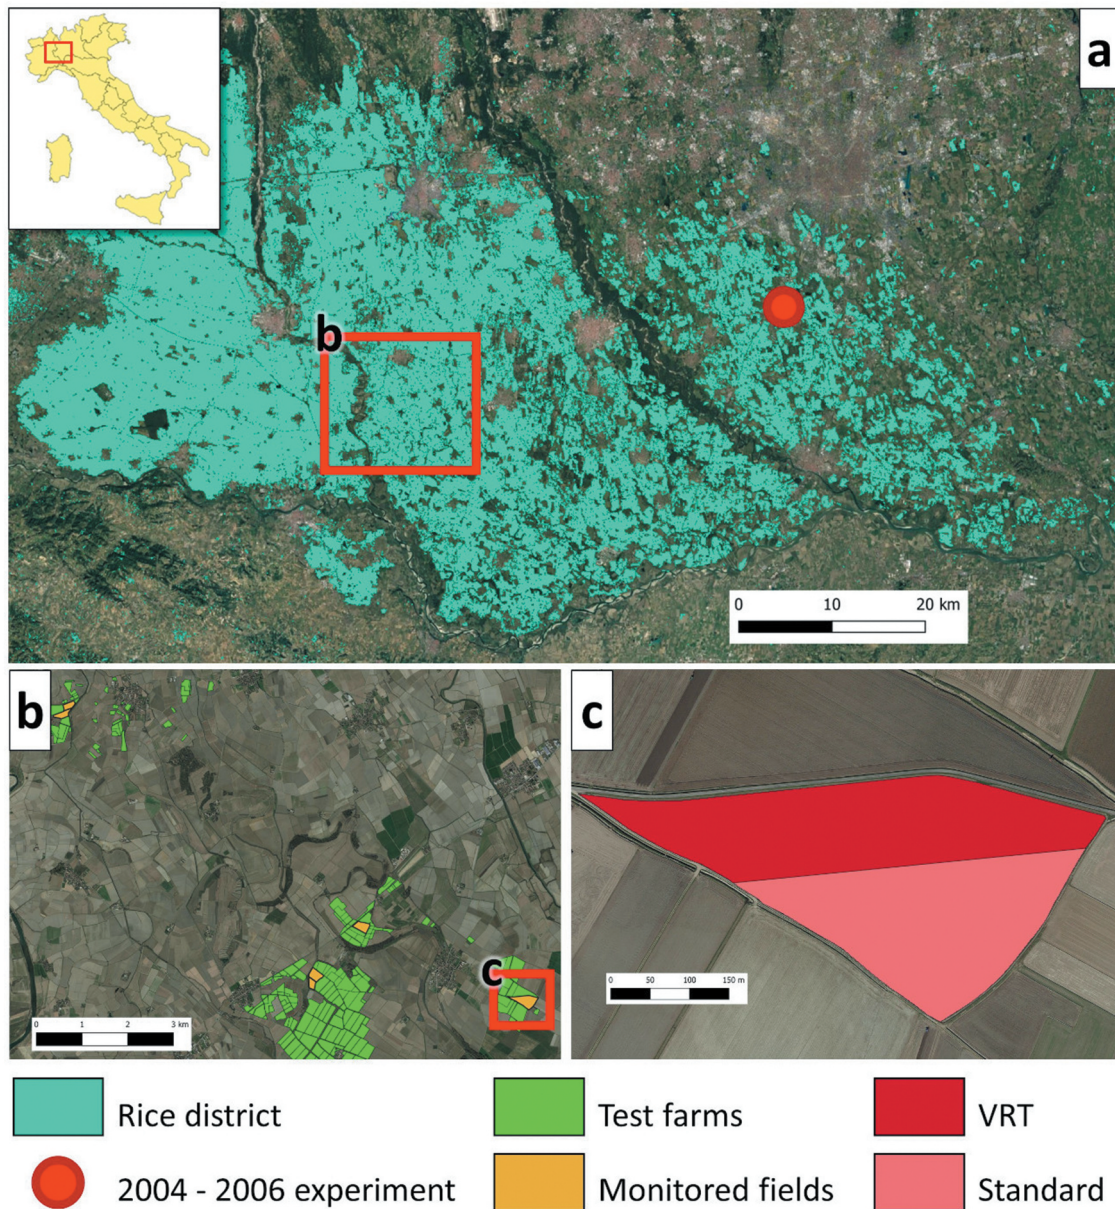 a
b
0 10 20 km
b
c
0 1 2 3 km
c
0 50 100 150 m
Rice district
Test farms
VRT
2004 - 2006 experiment
Monitored fields
Standard